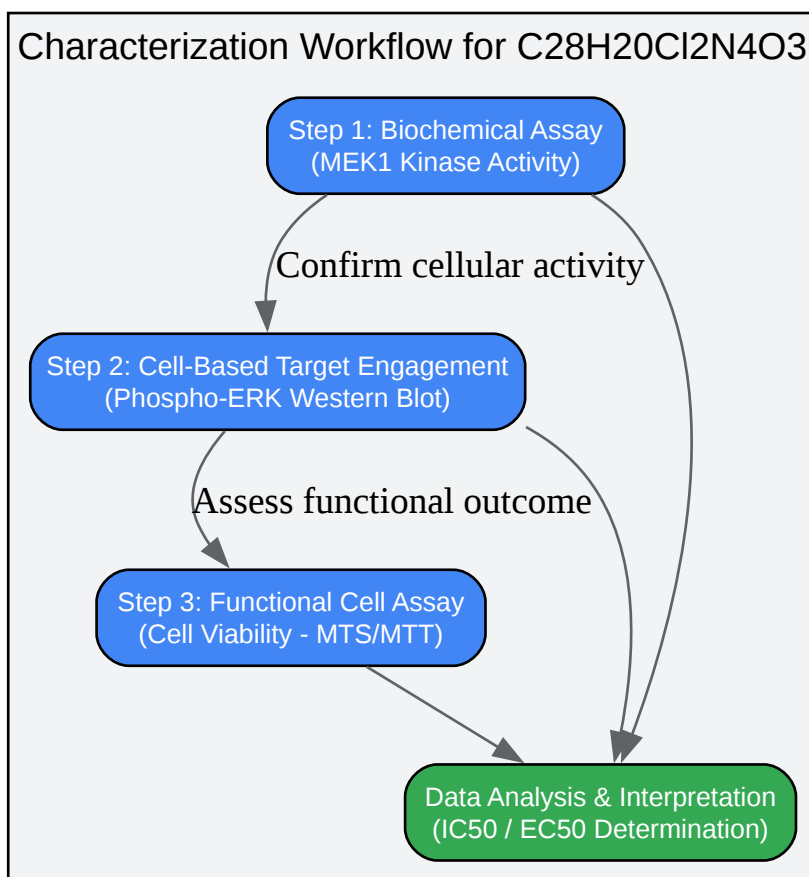 Characterization Workflow for C28H20Cl2N4O3
Step 1: Biochemical Assay
(MEK1 Kinase Activity)
Confirm cellular activity
Step 2: Cell-Based Target Engagement
(Phospho-ERK Western Blot)
Assess functional outcome
Step 3: Functional Cell Assay
(Cell Viability - MTS/MTT)
Data Analysis & Interpretation
(IC50 / EC50 Determination)